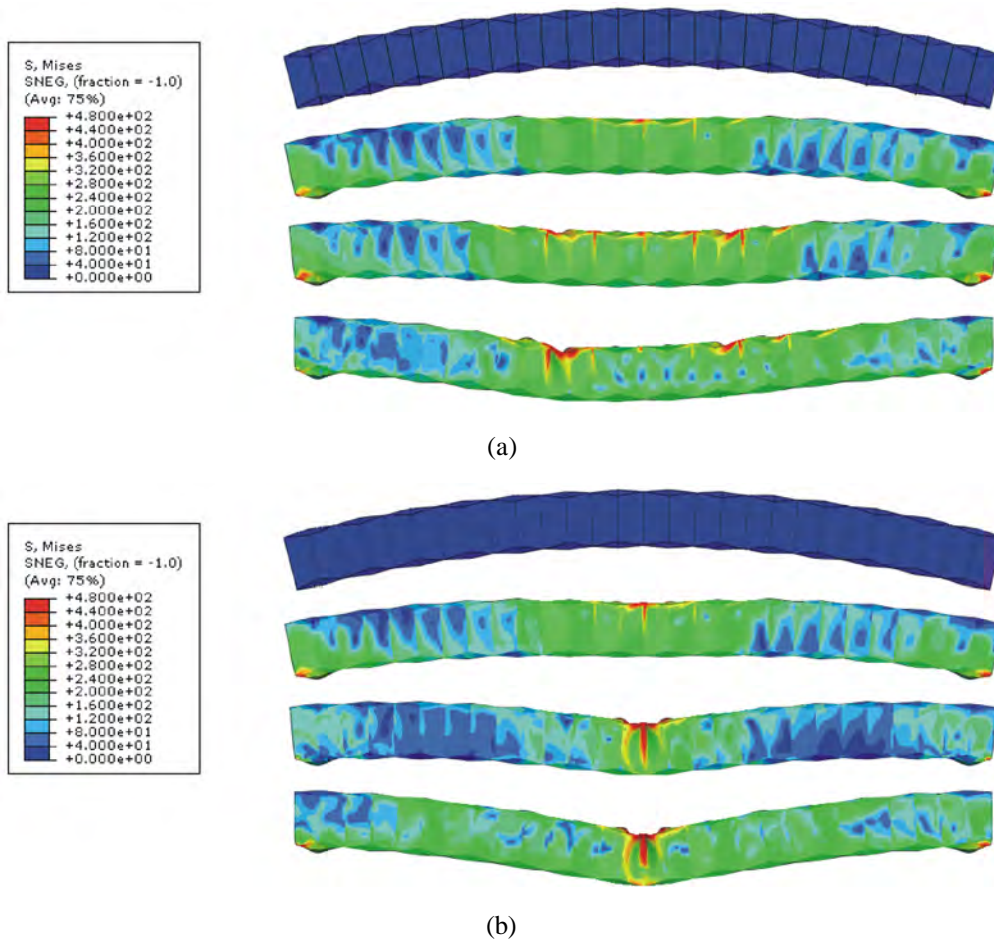 S, Mises
SNEG, (fraction = -1.0)
(Avg: 75%)
+4.800e+02
+4.400e+02
+4.000e+02
+3.600e+02
+3.200e+02
+2.800e+02
+2.400e+02
+2.000e+02
+1.600e+02
+1.200e+02
+8.000e+01
+4.000e+01
+0.000e+00
(a)
S, Mises
SNEG, (fraction = -1.0)
(Avg: 75%)
+4.800e+02
+4.400e+02
+4.000e+02
+3.600e+02
+3.200e+02
+2.800e+02
+2.400e+02
+2.000e+02
+1.600e+02
+1.200e+02
+8.000e+01
+4.000e+01
+0.000e+00
(b)